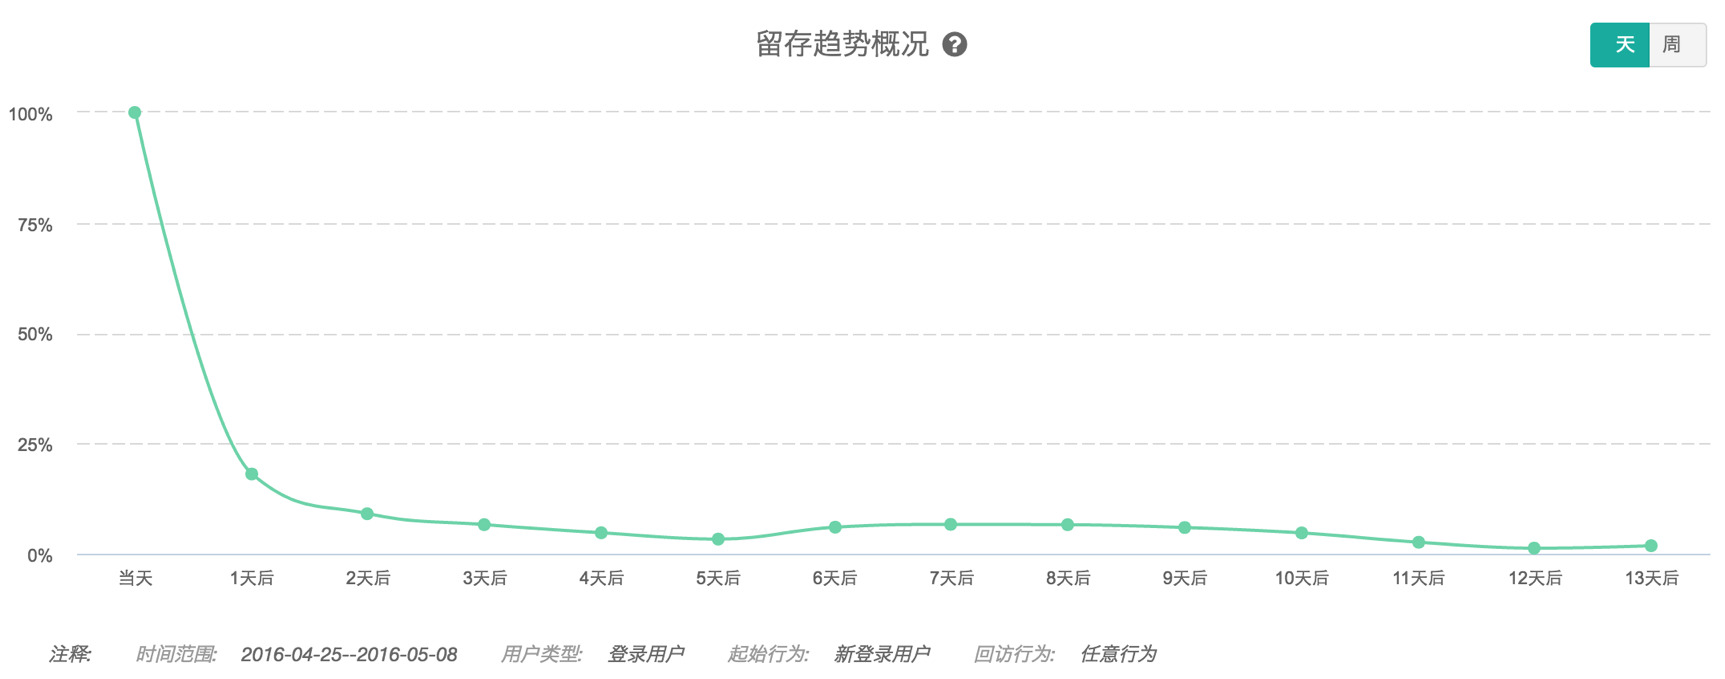 留存趋势概况 ?
天 周
100%
75%
50%
25%
0%
当天 1天后 2天后 3天后 4天后 5天后 6天后 7天后 8天后 9天后 10天后 11天后 12天后 13天后
注释: 时间范围: 2016-04-25--2016-05-08 用户类型: 登录用户 起始行为: 新登录用户 回访行为: 任意行为